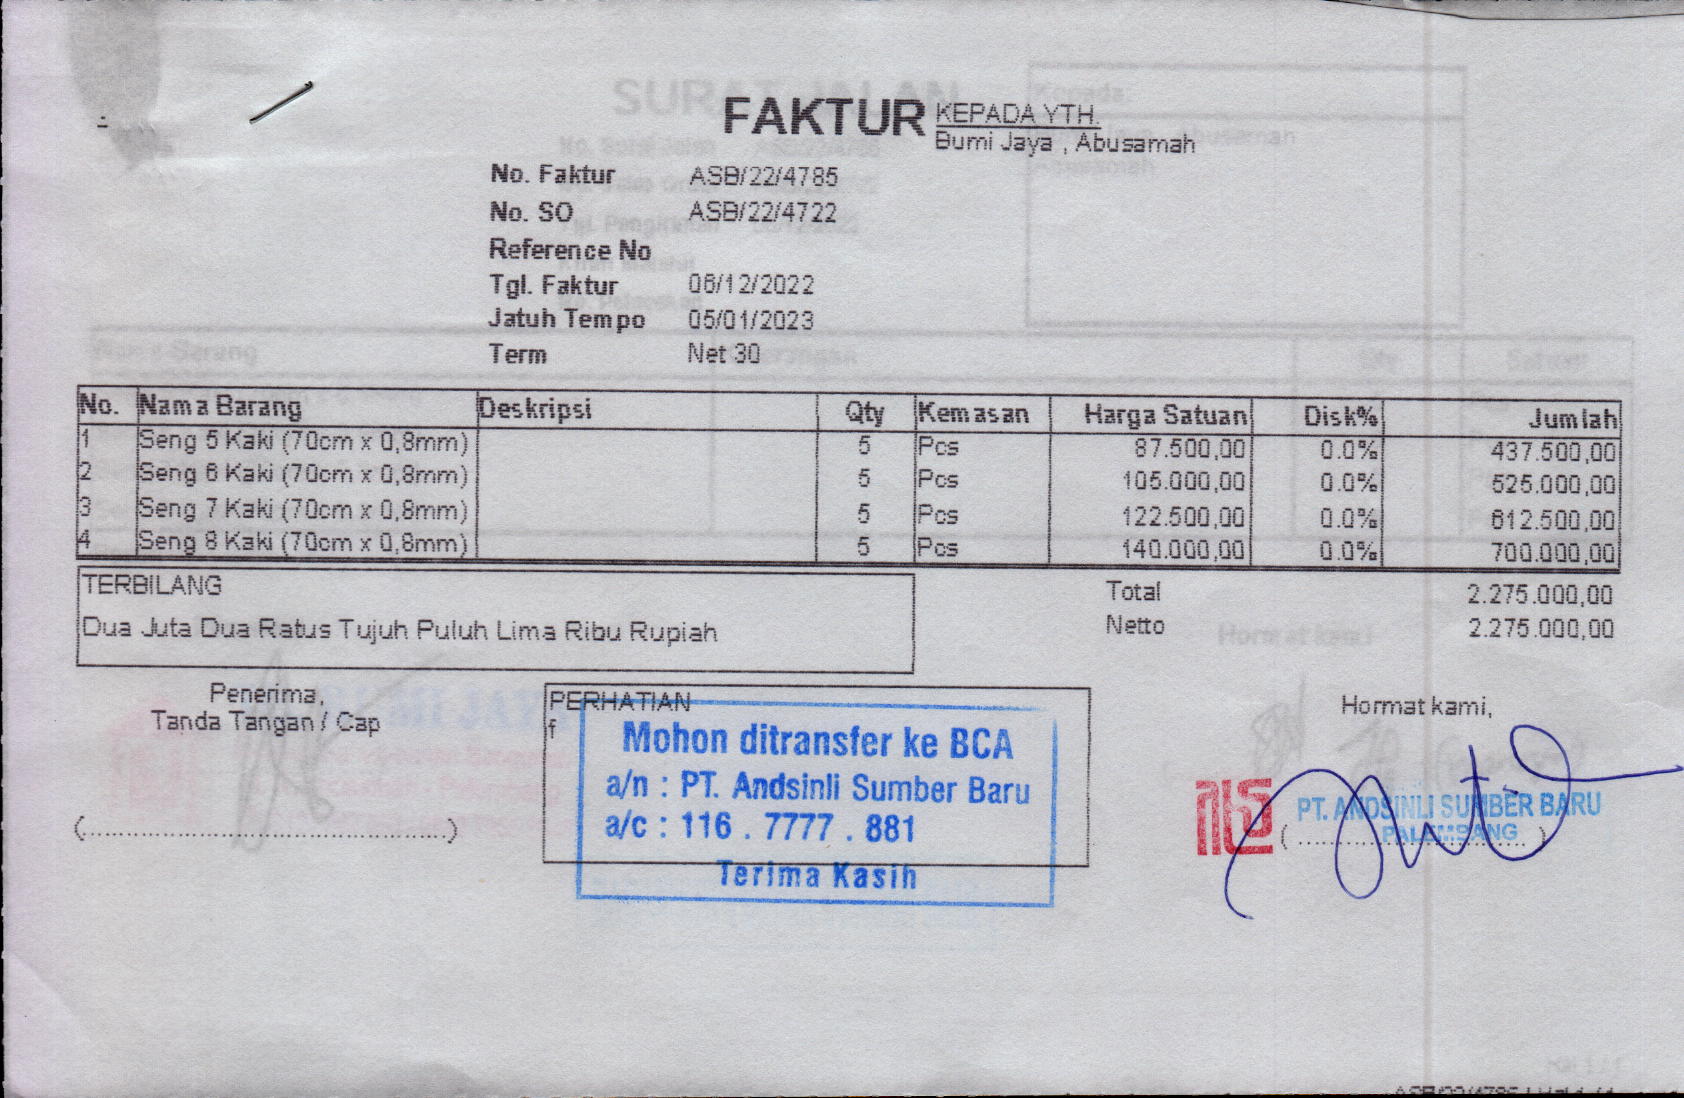 FAKTUR
KEPADA YTH.
Bumi Jaya , Abusamah
No. Faktur ASB/22/4785
No. SO ASB/22/4722
Reference No
Tgl. Faktur 06/12/2022
Jatuh Tempo 05/01/2023
Term Net 30
No. Nama Barang Deskripsi Qty Kemasan Harga Satuan Disk% Jumlah
1 Seng 5 Kaki (70cm x 0,8mm) 5 Pcs 87.500,00 0.0% 437.500,00
2 Seng 6 Kaki (70cm x 0,8mm) 5 Pcs 105.000,00 0.0% 525.000,00
3 Seng 7 Kaki (70cm x 0,8mm) 5 Pcs 122.500,00 0.0% 612.500,00
4 Seng 8 Kaki (70cm x 0,8mm) 5 Pcs 140.000,00 0.0% 700.000,00
TERBILANG
Dua Juta Dua Ratus Tujuh Puluh Lima Ribu Rupiah
Total 2.275.000,00
Netto 2.275.000,00
Penerima,
Tanda Tangan / Cap
(..................................................)
PERHATIAN
f
Mohon ditransfer ke BCA
a/n : PT. Andsinli Sumber Baru
a/c : 116 . 7777 . 881
Terima Kasih
Hormat kami,
PT. ANDSINLI SUMBER BARU
PALEMBANG
(..................................)